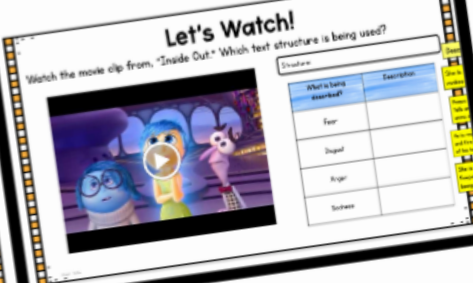 Let's Watch!
Watch the movie clip from, "Inside Out." Which text structure is being used?
Structure:
What is being described?
Description
Fear
Disgust
Anger
Sadness